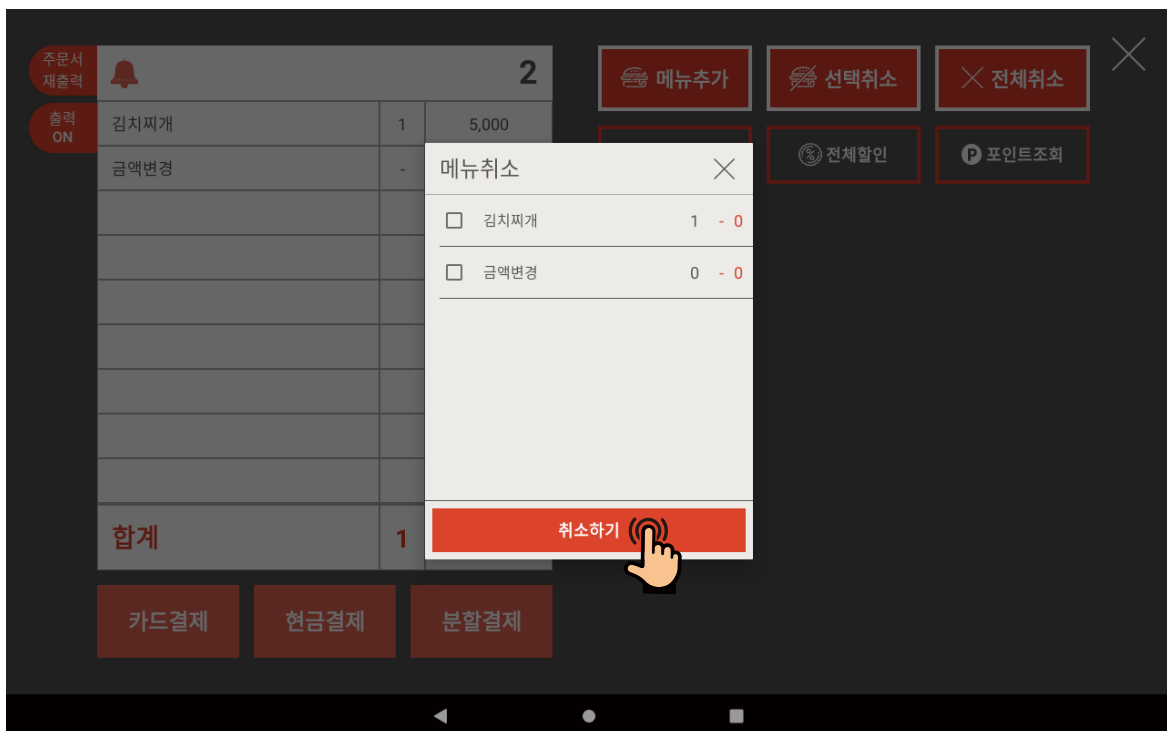 주문서
재출력
2
메뉴추가
선택취소
전체취소
출력
ON
김치찌개 1 5,000
금액변경 -
전체할인
P 포인트조회
메뉴취소
김치찌개 1 - 0
금액변경 0 - 0
취소하기
합계 1
카드결제
현금결제
분할결제